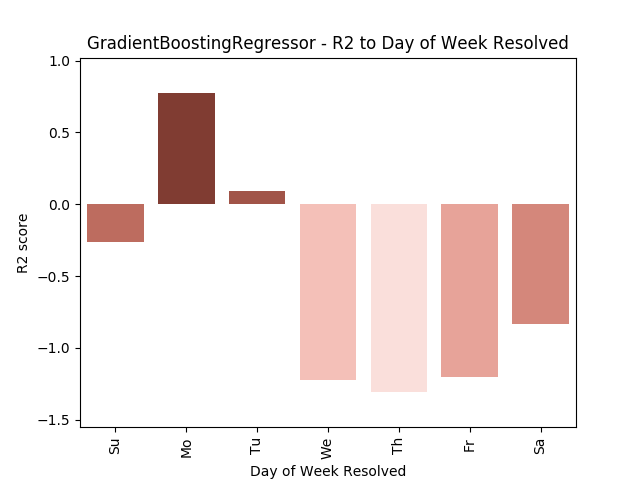 GradientBoostingRegressor - R2 to Day of Week Resolved
1.0
0.5
0.0
−0.5
−1.0
−1.5
R2 score
Su Mo Tu We Th Fr Sa
Day of Week Resolved